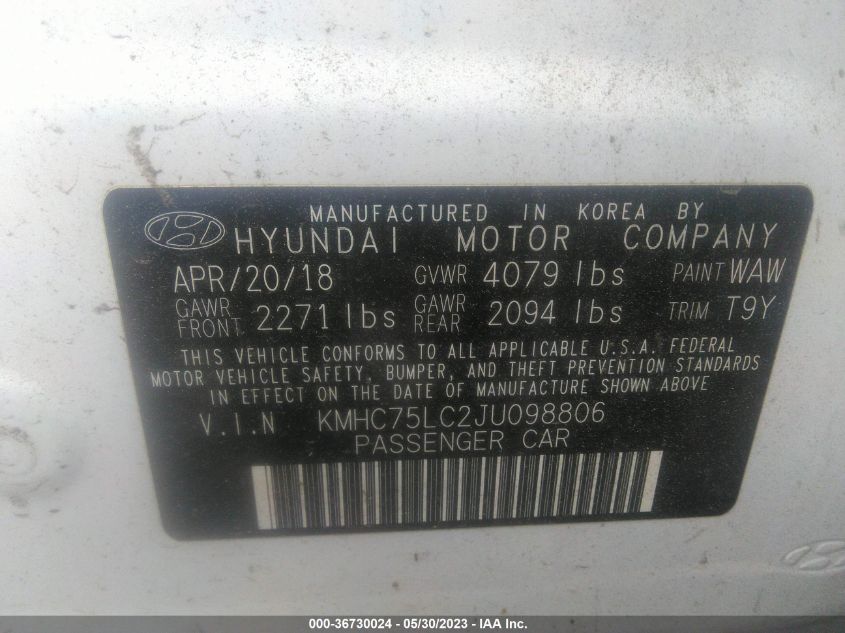 MANUFACTURED IN KOREA BY
HYUNDAI MOTOR COMPANY
APR/20/18 GVWR 4079 lbs PAINT WAW
GAWR FRONT 2271 lbs GAWR REAR 2094 lbs TRIM T9Y
THIS VEHICLE CONFORMS TO ALL APPLICABLE U.S.A. FEDERAL
MOTOR VEHICLE SAFETY, BUMPER, AND THEFT PREVENTION STANDARDS
IN EFFECT ON THE DATE OF MANUFACTURE SHOWN ABOVE
V.I.N KMHC75LC2JU098806
PASSENGER CAR
000-36730024 - 05/30/2023 - IAAI Inc.